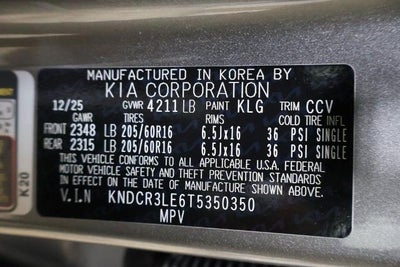 MANUFACTURED IN KOREA BY
KIA CORPORATION
12/25 GVWR 4211 LB PAINT KLG TRIM CCV
GAWR TIRES RIMS COLD TIRE INFL
FRONT 2348 LB 205/60R16 6.5Jx16 36 PSI SINGLE
REAR 2315 LB 205/60R16 6.5Jx16 36 PSI SINGLE
THIS VEHICLE CONFORMS TO ALL APPLICABLE U.S.A. FEDERAL
MOTOR VEHICLE SAFETY AND THEFT PREVENTION STANDARDS
IN EFFECT ON THE DATE OF MANUFACTURE SHOWN ABOVE.
V.I.N KNDCR3LE6T5350350
MPV
K20